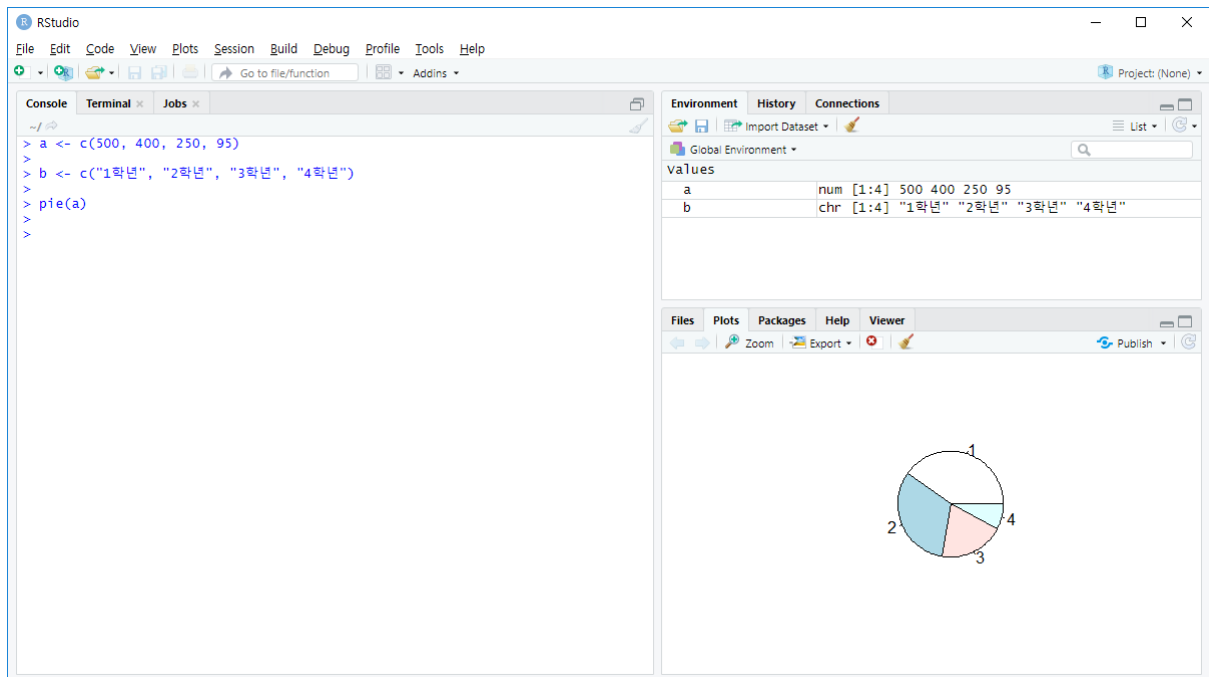 RStudio
File Edit Code View Plots Session Build Debug Profile Tools Help
Go to file/function Addins Project: (None)
Console Terminal Jobs
~/
> a <- c(500, 400, 250, 95)
>
> b <- c("1학년", "2학년", "3학년", "4학년")
>
> pie(a)
>
>
Environment History Connections
Import Dataset List
Global Environment
Values
a num [1:4] 500 400 250 95
b chr [1:4] "1학년" "2학년" "3학년" "4학년"
Files Plots Packages Help Viewer
Zoom Export Publish
1
2
3
4